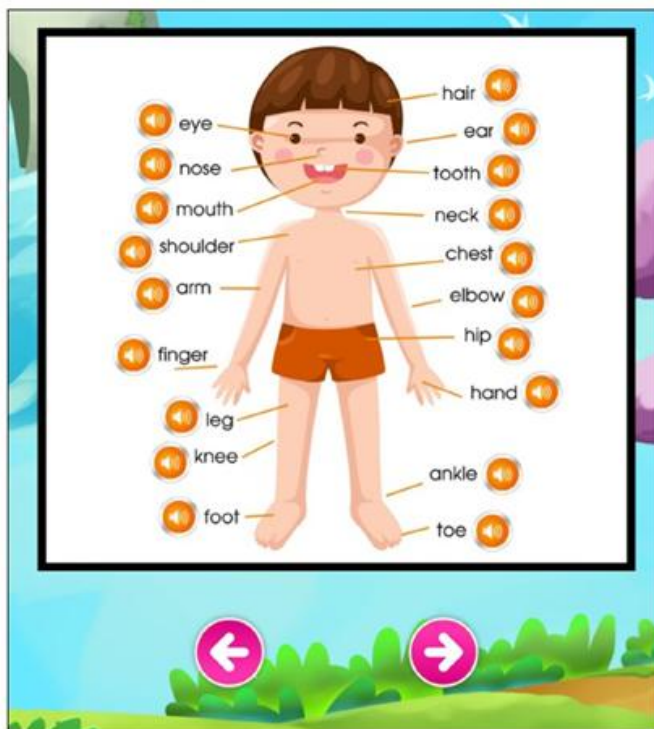 hair
eye
ear
nose
tooth
mouth
neck
shoulder
chest
arm
elbow
hip
finger
hand
leg
knee
ankle
foot
toe